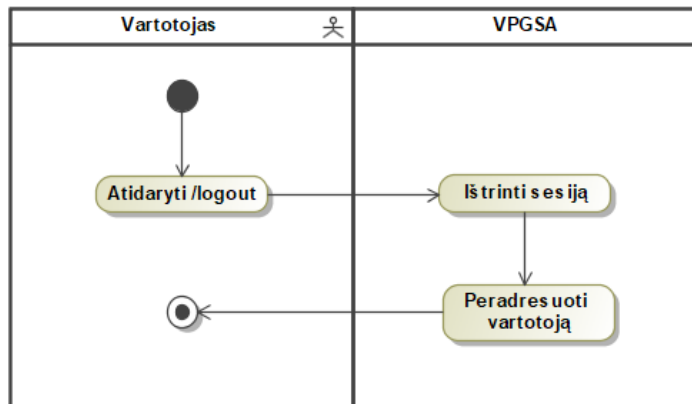 Vartotojas
VPGSA
Atidaryti /logout
Ištrinti sesiją
Peradresuoti
vartotoją